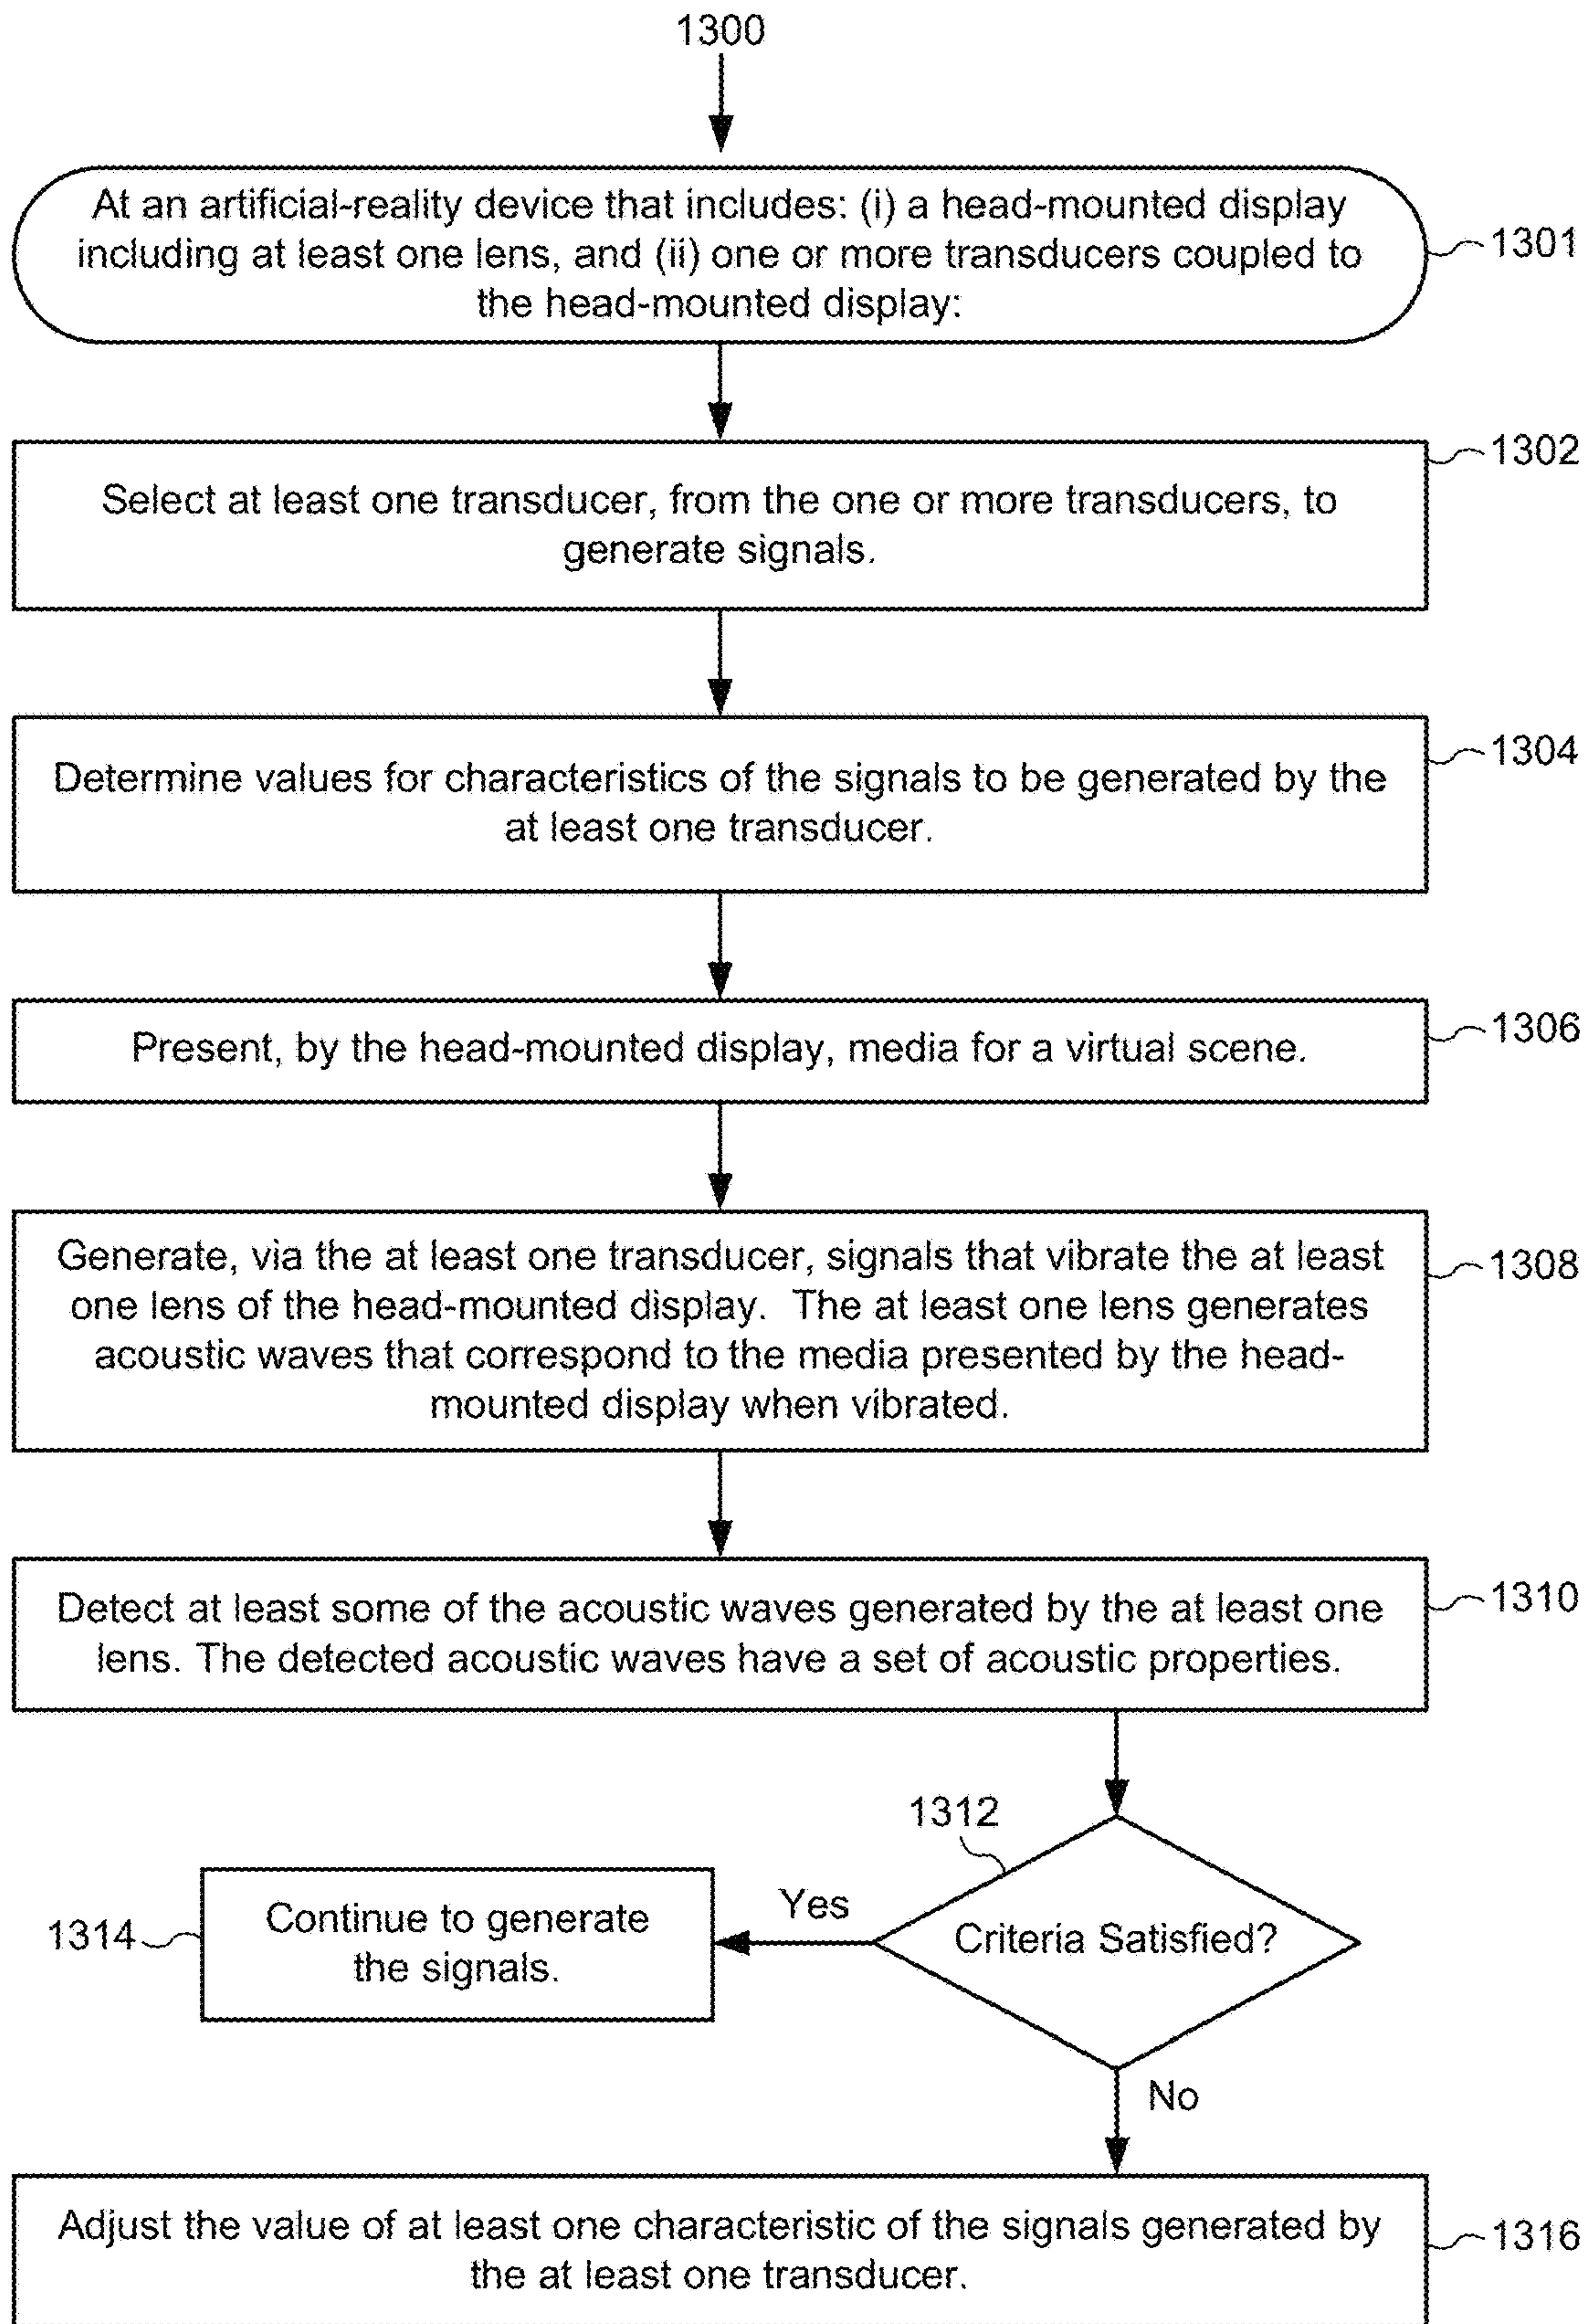 1300
At an artificial-reality device that includes: (i) a head-mounted display
including at least one lens, and (ii) one or more transducers coupled to
the head-mounted display:
1301
1302
Select at least one transducer, from the one or more transducers, to
generate signals.
1304
Determine values for characteristics of the signals to be generated by the
at least one transducer.
1306
Present, by the head-mounted display, media for a virtual scene.
Generate, via the at least one transducer, signals that vibrate the at least
one lens of the head-mounted display.  The at least one lens generates
acoustic waves that correspond to the media presented by the head-
mounted display when vibrated.
1308
Detect at least some of the acoustic waves generated by the at least one
lens. The detected acoustic waves have a set of acoustic properties.
1310
1312
Criteria Satisfied?
Yes
Continue to generate
the signals.
1314
No
Adjust the value of at least one characteristic of the signals generated by
the at least one transducer.
1316